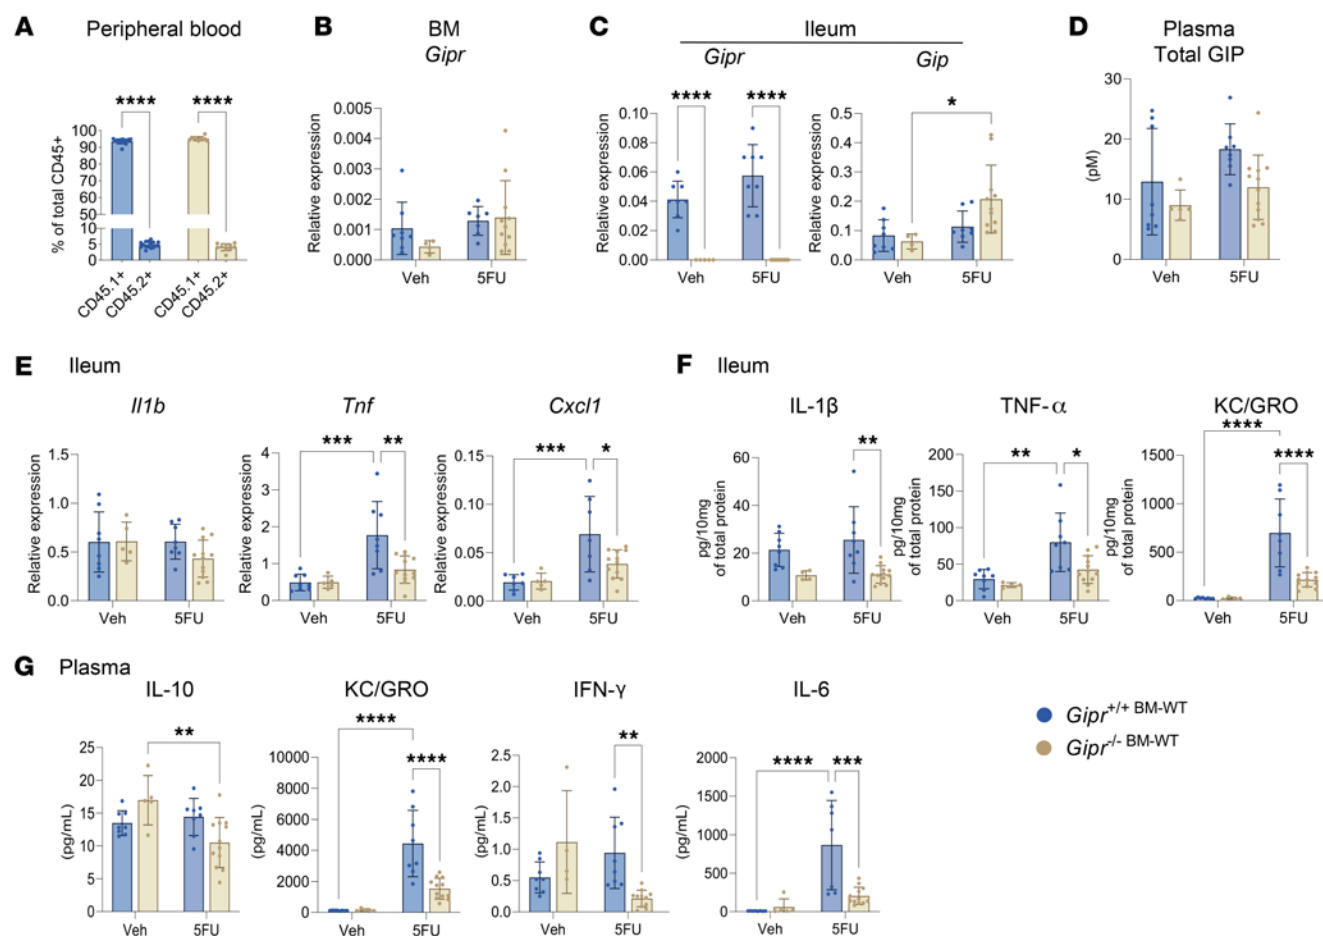 A Peripheral blood
****
****
% of total CD45+
100
90
80
70
60
50
10
5
0
CD45.1+
CD45.2+
CD45.1+
CD45.2+
B BM
Gipr
Relative expression
0.005
0.004
0.003
0.002
0.001
0.000
Veh 5FU
C Ileum
Gipr
****
****
Relative expression
0.10
0.08
0.06
0.04
0.02
0.00
Veh 5FU
Gip
*
Relative expression
0.5
0.4
0.3
0.2
0.1
0.0
Veh 5FU
D Plasma
Total GIP
(pM)
30
20
10
0
Veh 5FU
E Ileum
Il1b
Relative expression
1.5
1.0
0.5
0.0
Veh 5FU
Tnf
***
**
Relative expression
4
3
2
1
0
Veh 5FU
Cxcl1
***
*
Relative expression
0.15
0.10
0.05
0.00
Veh 5FU
F Ileum
IL-1β
**
pg/10mg
of total protein
60
40
20
0
Veh 5FU
TNF-α
**
*
pg/10mg
of total protein
200
150
100
50
0
Veh 5FU
KC/GRO
****
****
pg/10mg
of total protein
1500
1000
500
0
Veh 5FU
G Plasma
IL-10
**
(pg/mL)
25
20
15
10
5
0
Veh 5FU
KC/GRO
****
****
(pg/mL)
10000
8000
6000
4000
2000
0
Veh 5FU
IFN-γ
**
(pg/mL)
2.5
2.0
1.5
1.0
0.5
0.0
Veh 5FU
IL-6
****
***
(pg/mL)
2000
1500
1000
500
0
Veh 5FU
Gipr+/+ BM-WT
Gipr-/- BM-WT